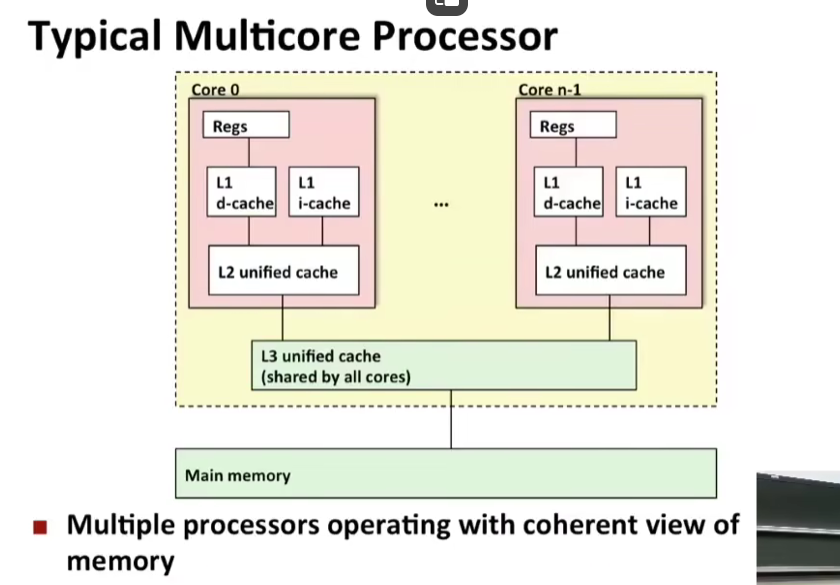 Typical Multicore Processor
Core 0
Regs
L1
d-cache
L1
i-cache
L2 unified cache
...
Core n-1
Regs
L1
d-cache
L1
i-cache
L2 unified cache
L3 unified cache
(shared by all cores)
Main memory
Multiple processors operating with coherent view of
memory